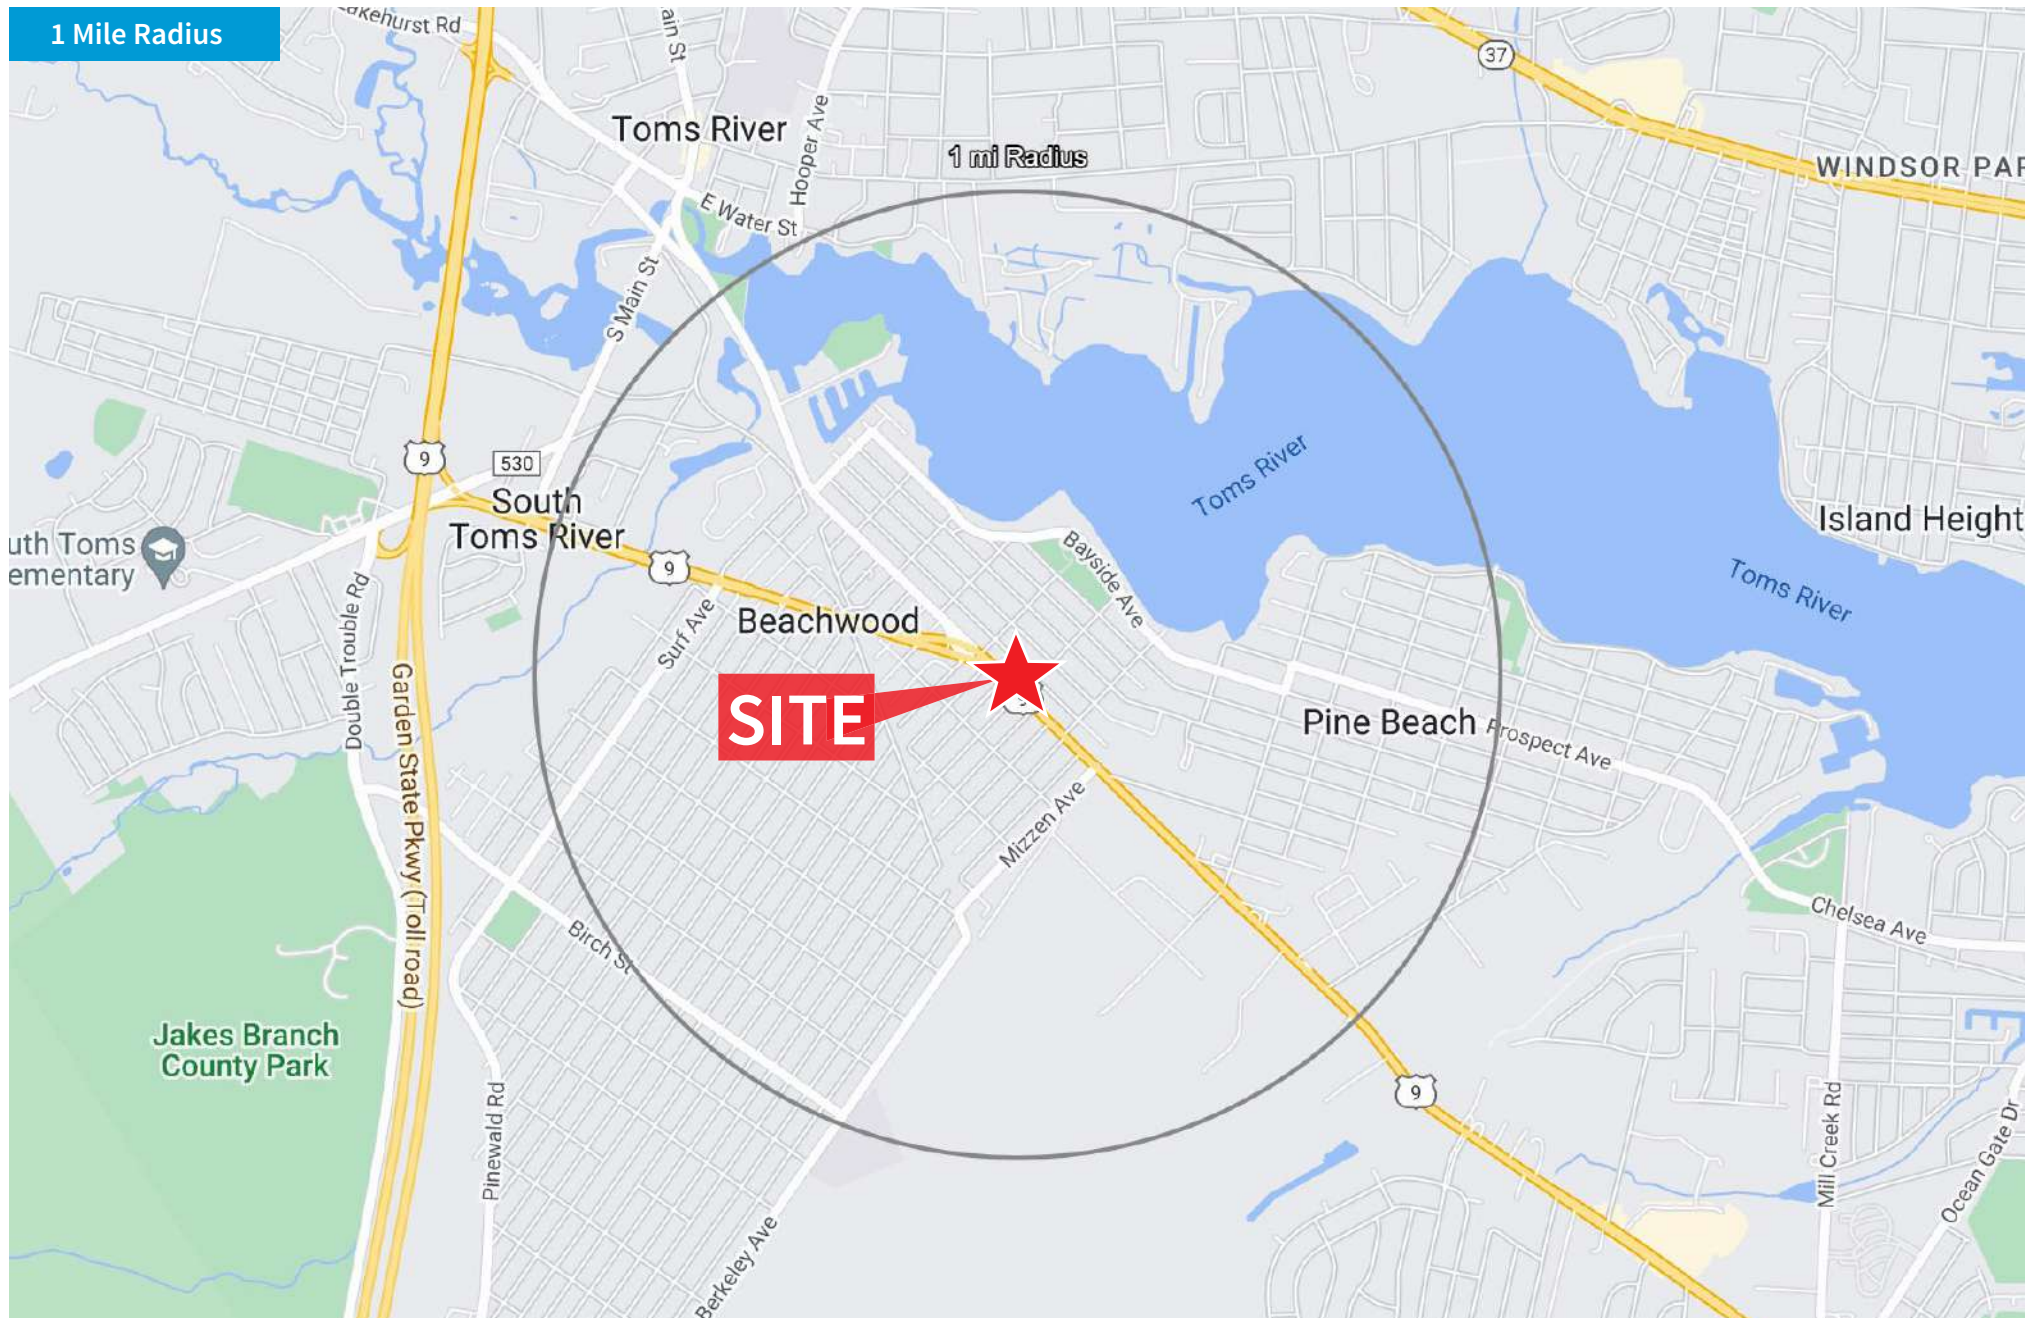 1 Mile Radius
Lakehurst Rd
ain St
37
Toms River
Hooper Ave
1 mi Radius
WINDSOR PAR
E Water St
S Main St
9
530
South
Toms River
Toms River
Island Height
uth Toms
ementary
9
Bayside Ave
Toms River
Double Trouble Rd
Surf Ave
Beachwood
SITE
Garden State Pkwy (Toll road)
Pine Beach
Prospect Ave
Mizzen Ave
Chelsea Ave
Birch St
Jakes Branch
County Park
Pinewald Rd
9
Mill Creek Rd
Ocean Gate Dr
Berkeley Ave